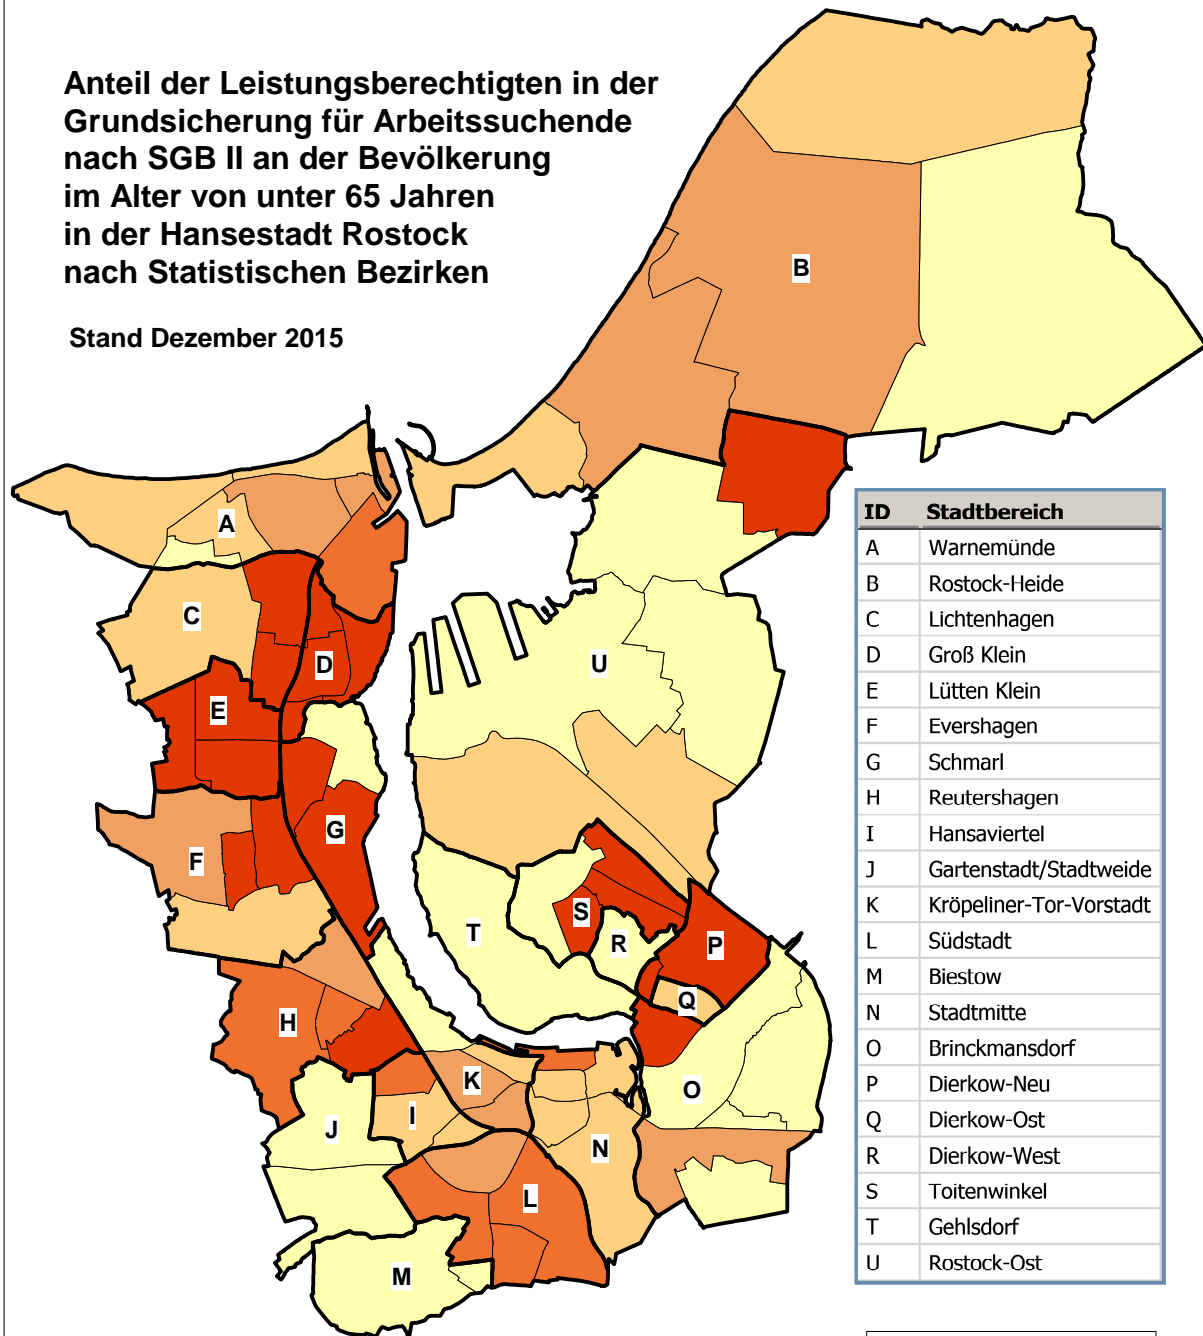 Anteil der Leistungsberechtigten in der
Grundsicherung für Arbeitssuchende
nach SGB II an der Bevölkerung
im Alter von unter 65 Jahren
in der Hansestadt Rostock
nach Statistischen Bezirken
Stand Dezember 2015
B
A
C
D
E
U
G
F
S
T
R
P
Q
H
K
O
I
J
N
L
M
ID Stadtbereich
A Warnemünde
B Rostock-Heide
C Lichtenhagen
D Groß Klein
E Lütten Klein
F Evershagen
G Schmarl
H Reutershagen
I Hansaviertel
J Gartenstadt/Stadtweide
K Kröpeliner-Tor-Vorstadt
L Südstadt
M Biestow
N Stadtmitte
O Brinckmansdorf
P Dierkow-Neu
Q Dierkow-Ost
R Dierkow-West
S Toitenwinkel
T Gehlsdorf
U Rostock-Ost